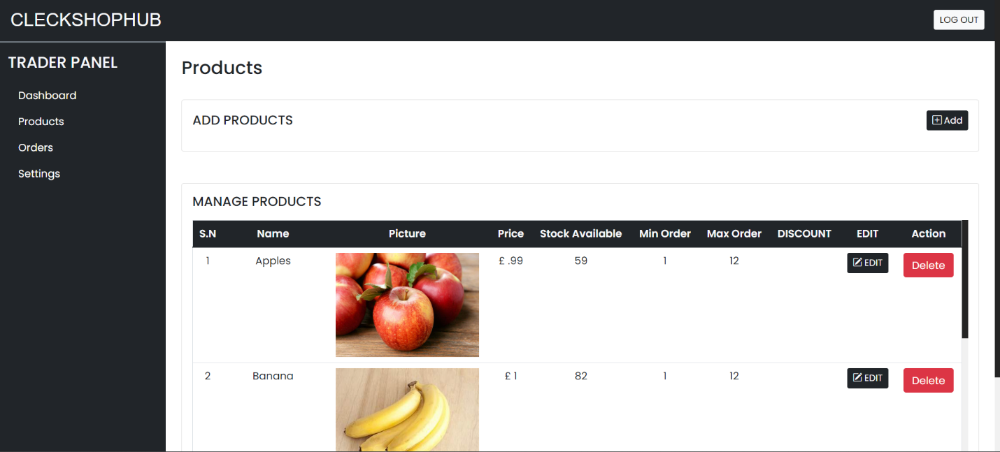 CLECKSHOPHUB LOG OUT
TRADER PANEL
Dashboard
Products
Orders
Settings
Products
ADD PRODUCTS Add
MANAGE PRODUCTS
S.N Name Picture Price Stock Available Min Order Max Order DISCOUNT EDIT Action
1 Apples £ .99 59 1 12 EDIT Delete
2 Banana £ 1 82 1 12 EDIT Delete